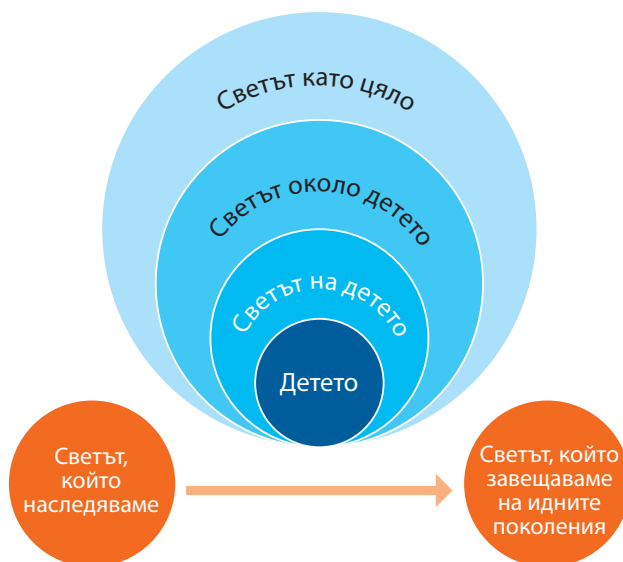 Светът като цяло
Светът около детето
Светът на детето
Детето
Светът,
който
наследяваме
Светът, който
завещаваме
на идните
поколения